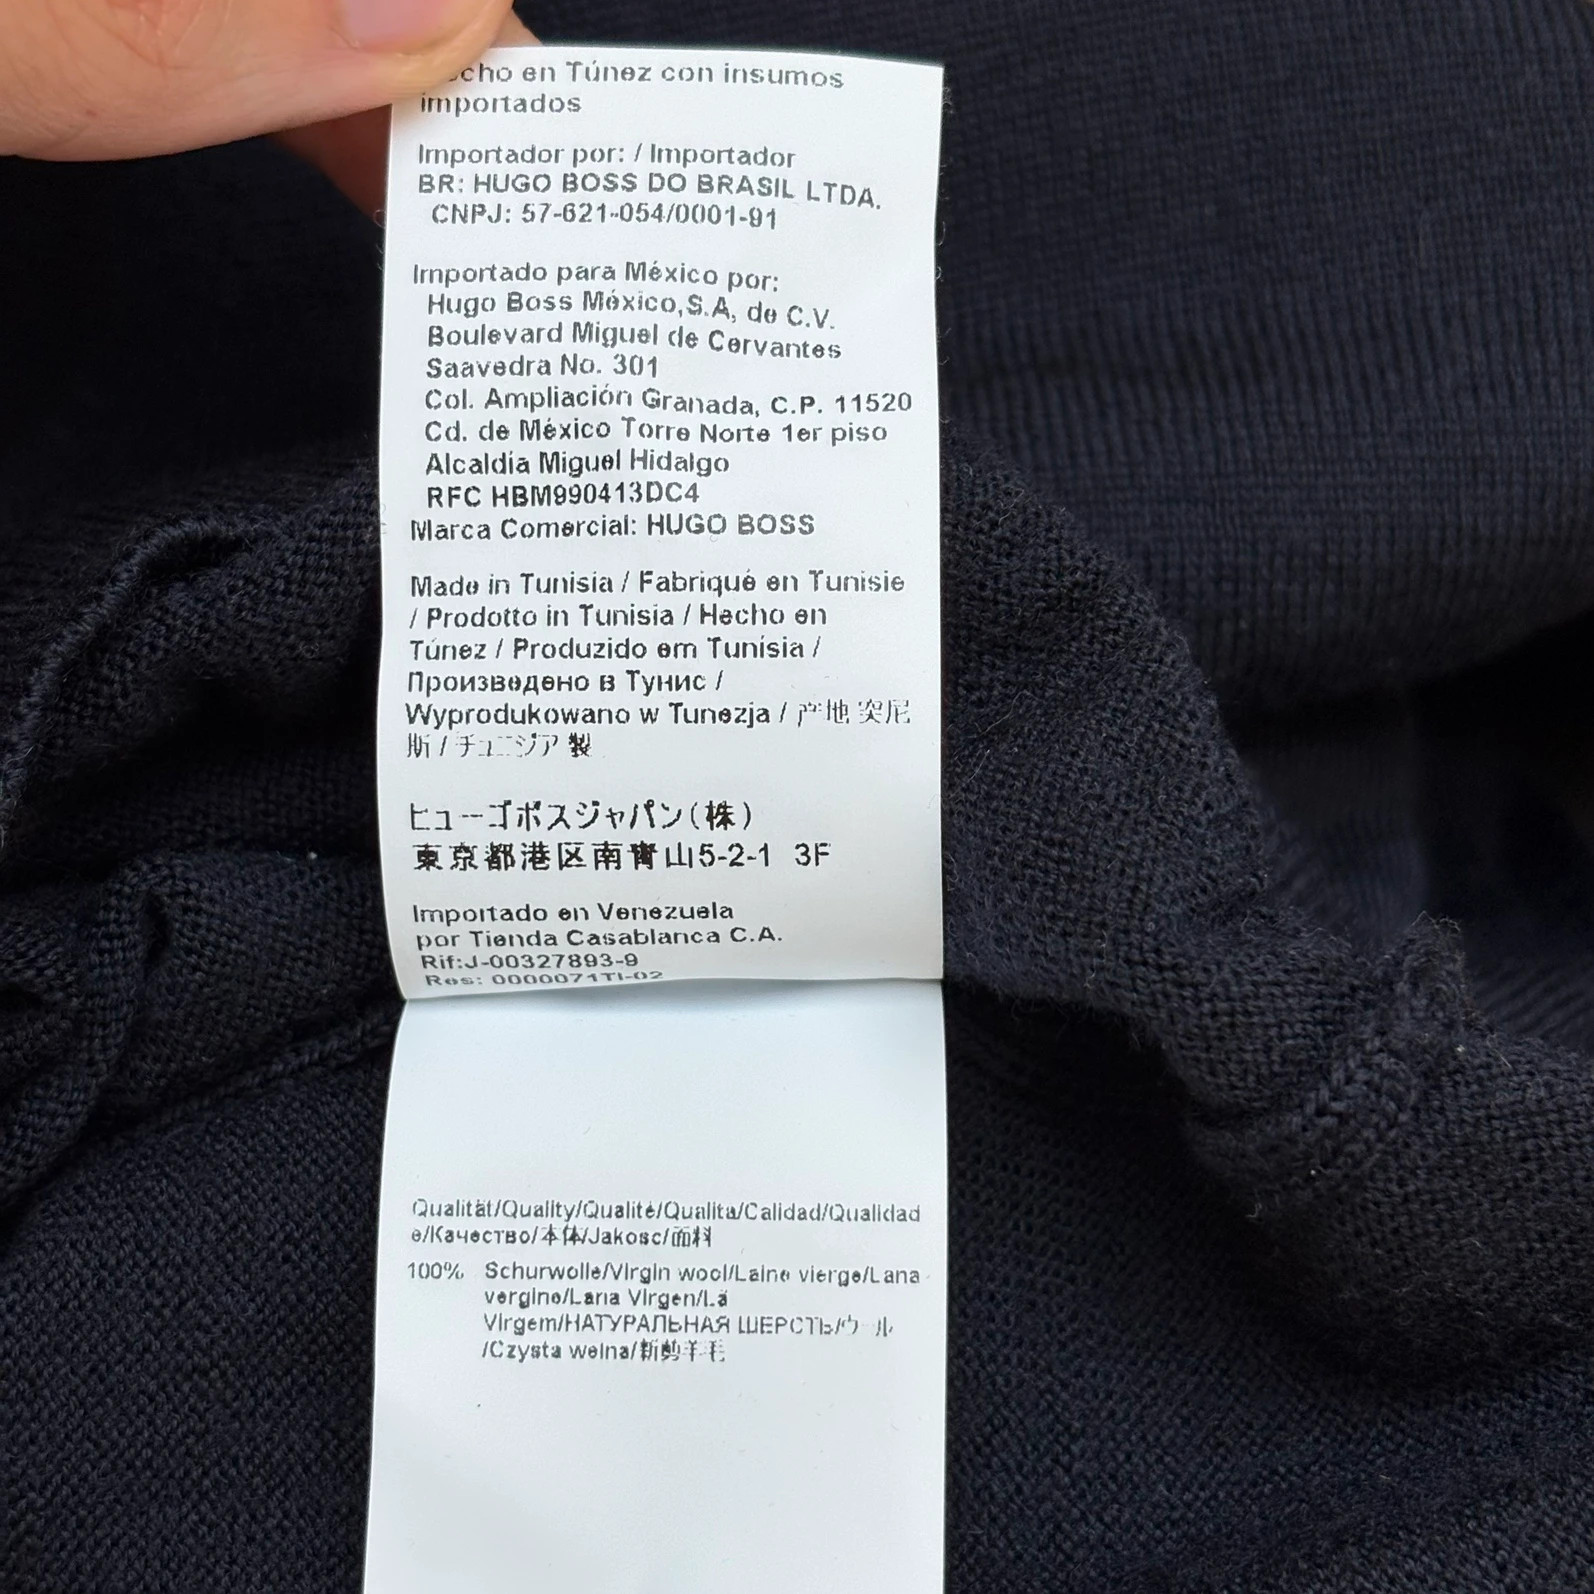 cho en Túnez con insumos
importados
Importador por: / Importador
BR: HUGO BOSS DO BRASIL LTDA.
CNPJ: 57-621-054/0001-91
Importado para México por:
Hugo Boss México,S.A, de C.V.
Boulevard Miguel de Cervantes
Saavedra No. 301
Col. Ampliación Granada, C.P. 11520
Cd. de México Torre Norte 1er piso
Alcaldía Miguel Hidalgo
RFC HBM990413DC4
Marca Comercial: HUGO BOSS
Made in Tunisia / Fabriqué en Tunisie
/ Prodotto in Tunisia / Hecho en
Túnez / Produzido em Tunísia /
Произведено в Тунис /
Wyprodukowano w Tunezja / 产地 突尼
斯 / チュニジア 製
ヒューゴボスジャパン(株)
東京都港区南青山5-2-1 3F
Importado en Venezuela
por Tienda Casablanca C.A.
Rif:J-00327893-9
Res: 0000071TI-02
Qualität/Quality/Qualité/Qualita/Calidad/Qualidad
e/Качество/本体/Jakosc/面料
100% Schurwolle/Virgin wool/Laine vierge/Lana
vergine/Lana Virgen/Lã
Virgem/НАТУРАЛЬНАЯ ШЕРСТЬ/ウール
/Czysta welna/新剪羊毛